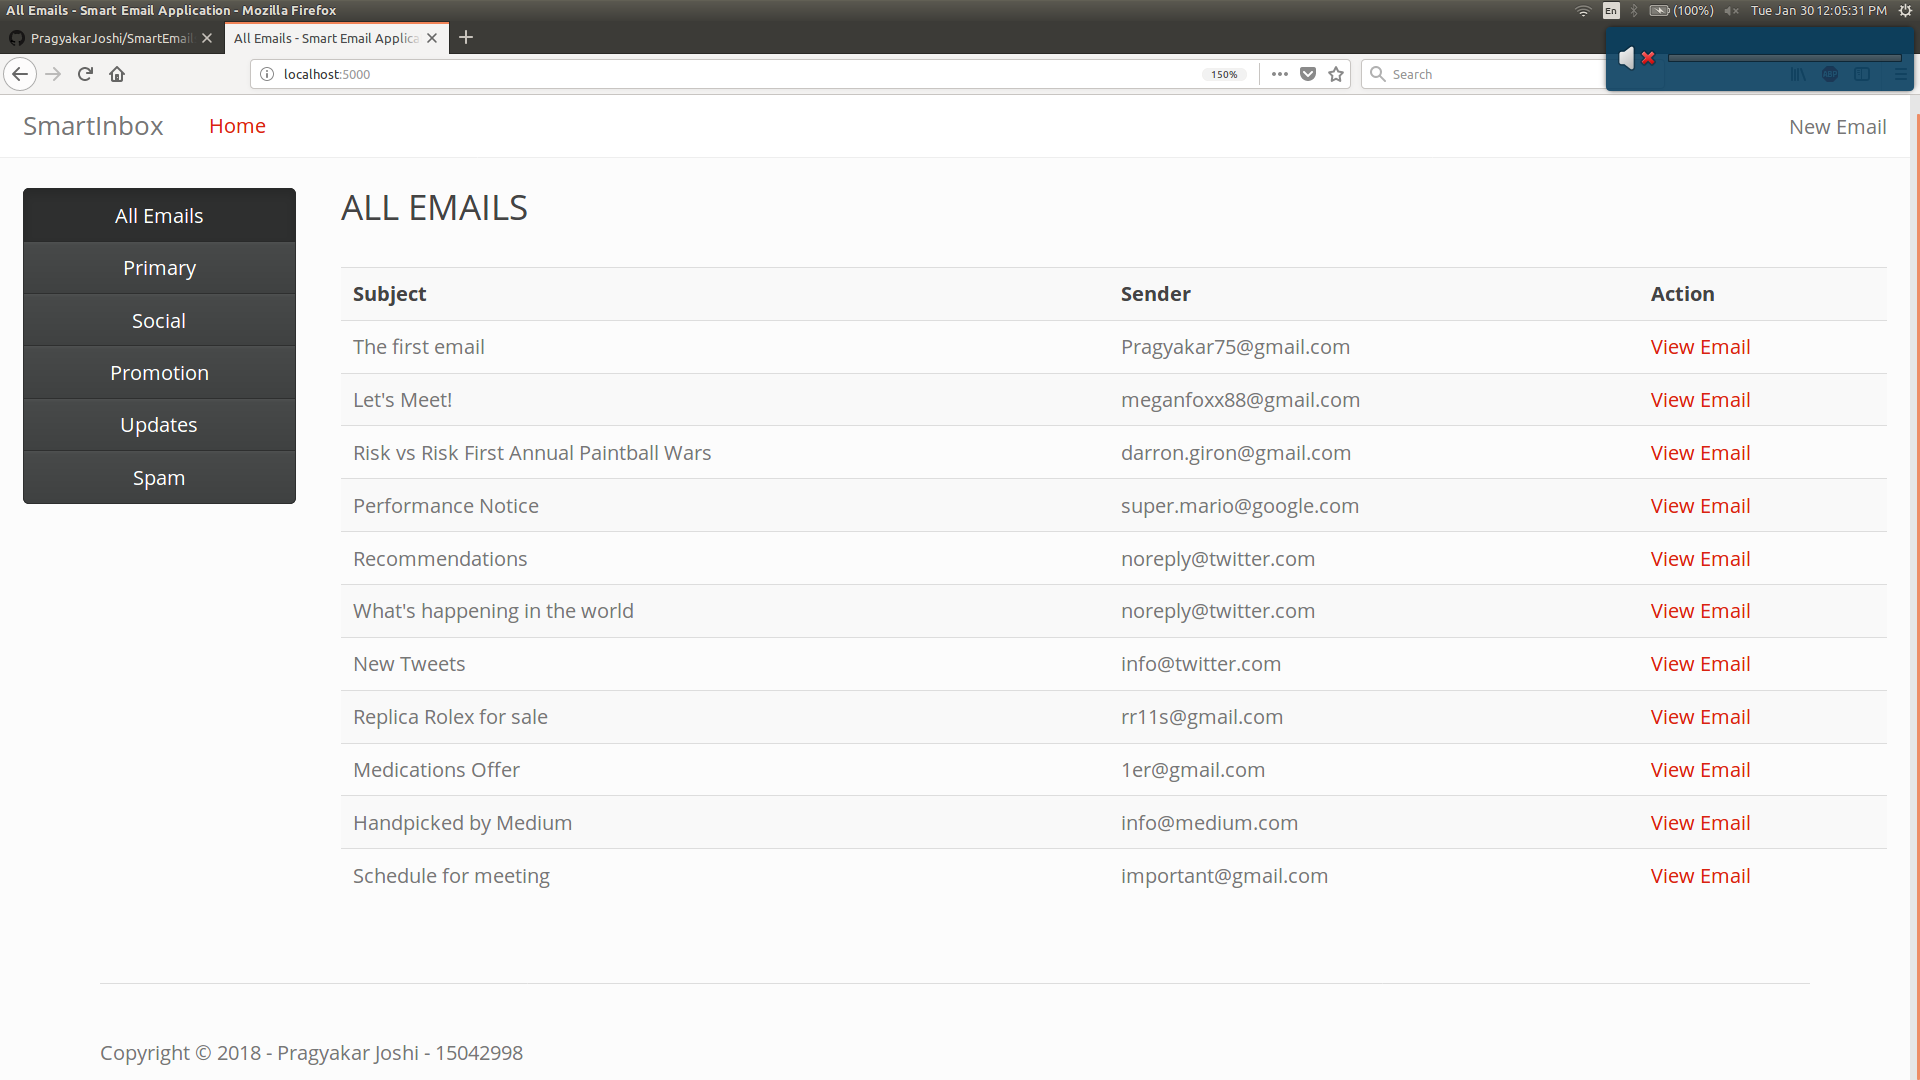 All Emails - Smart Email Application - Mozilla Firefox
En (100%) Tue Jan 30 12:05:31 PM
PragyakarJoshi/SmartEmail All Emails - Smart Email Applica
localhost:5000 150% Search
SmartInbox Home New Email
All Emails
Primary
Social
Promotion
Updates
Spam
ALL EMAILS
Subject Sender Action
The first email Pragyakar75@gmail.com View Email
Let's Meet! meganfoxx88@gmail.com View Email
Risk vs Risk First Annual Paintball Wars darron.giron@gmail.com View Email
Performance Notice super.mario@google.com View Email
Recommendations noreply@twitter.com View Email
What's happening in the world noreply@twitter.com View Email
New Tweets info@twitter.com View Email
Replica Rolex for sale rr11s@gmail.com View Email
Medications Offer 1er@gmail.com View Email
Handpicked by Medium info@medium.com View Email
Schedule for meeting important@gmail.com View Email
Copyright © 2018 - Pragyakar Joshi - 15042998